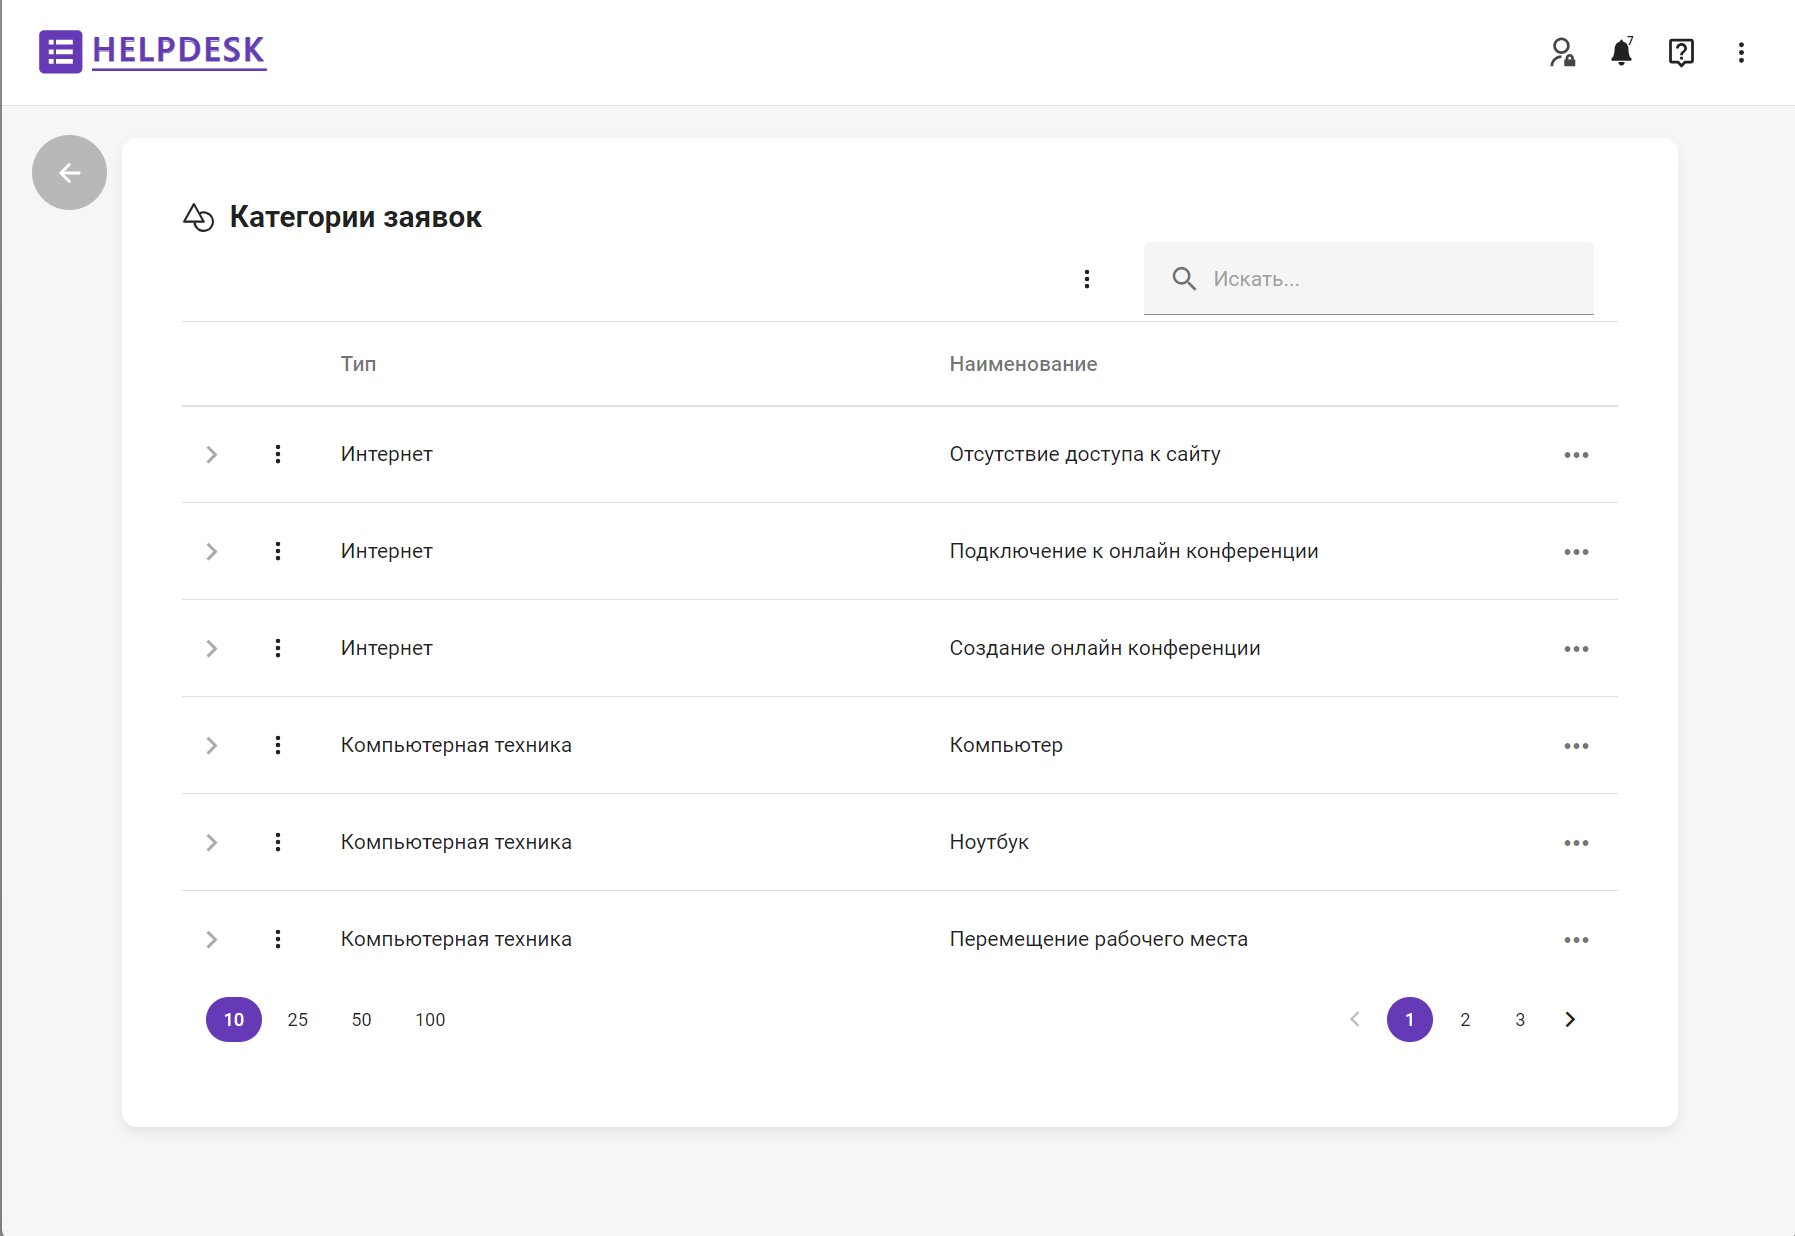 HELPDESK
7
Категории заявок
Искать...
Тип Наименование
Интернет Отсутствие доступа к сайту
Интернет Подключение к онлайн конференции
Интернет Создание онлайн конференции
Компьютерная техника Компьютер
Компьютерная техника Ноутбук
Компьютерная техника Перемещение рабочего места
10 25 50 100 1 2 3